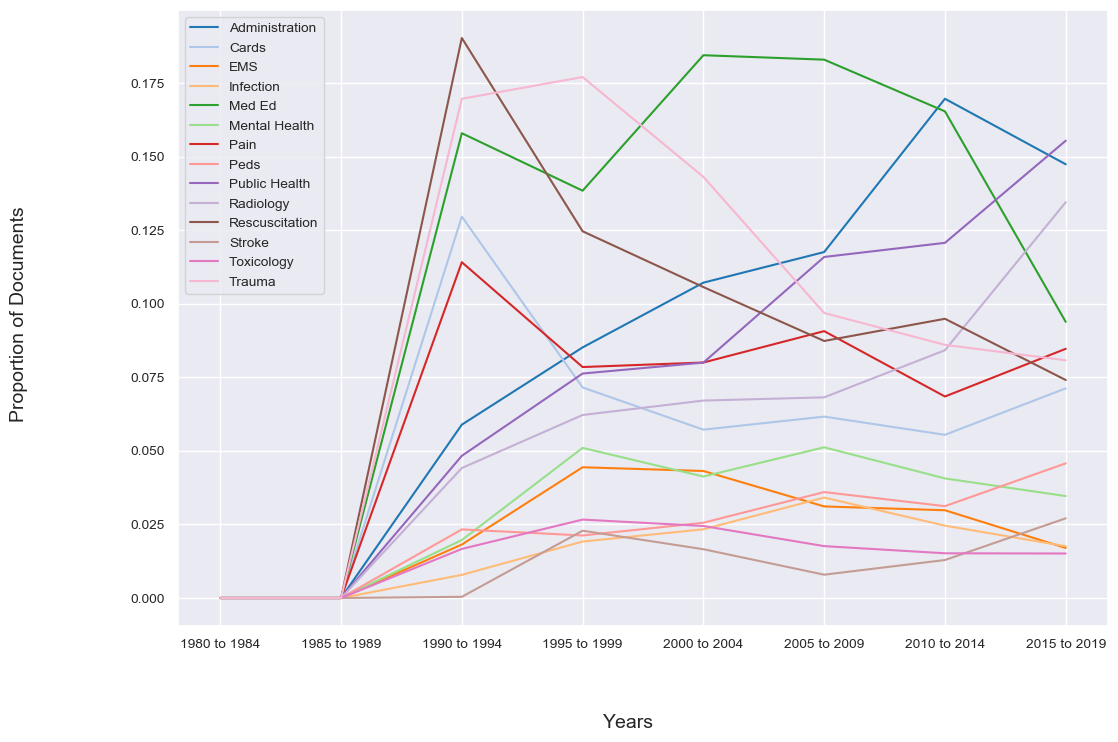 Administration
Cards
EMS
Infection
Med Ed
Mental Health
Pain
Peds
Public Health
Radiology
Rescuscitation
Stroke
Toxicology
Trauma
0.175
0.150
0.125
0.100
0.075
0.050
0.025
0.000
Proportion of Documents
1980 to 1984 1985 to 1989 1990 to 1994 1995 to 1999 2000 to 2004 2005 to 2009 2010 to 2014 2015 to 2019
Years